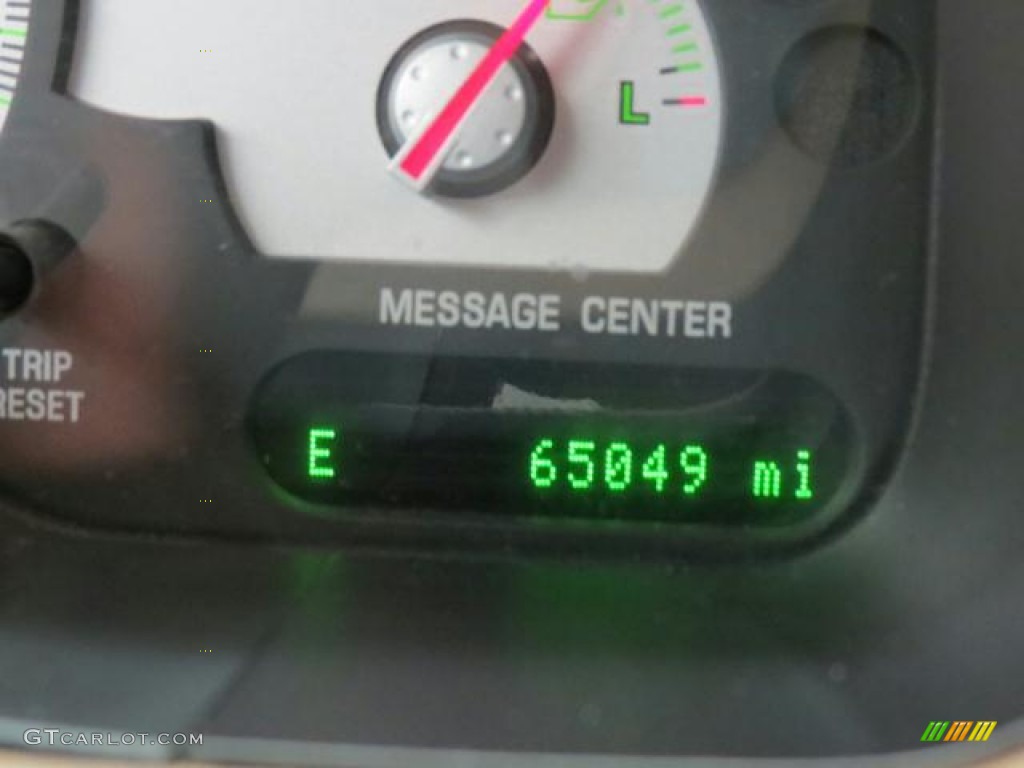 L
MESSAGE CENTER
TRIP
RESET
E 65049 mi
GTCARLOT.COM